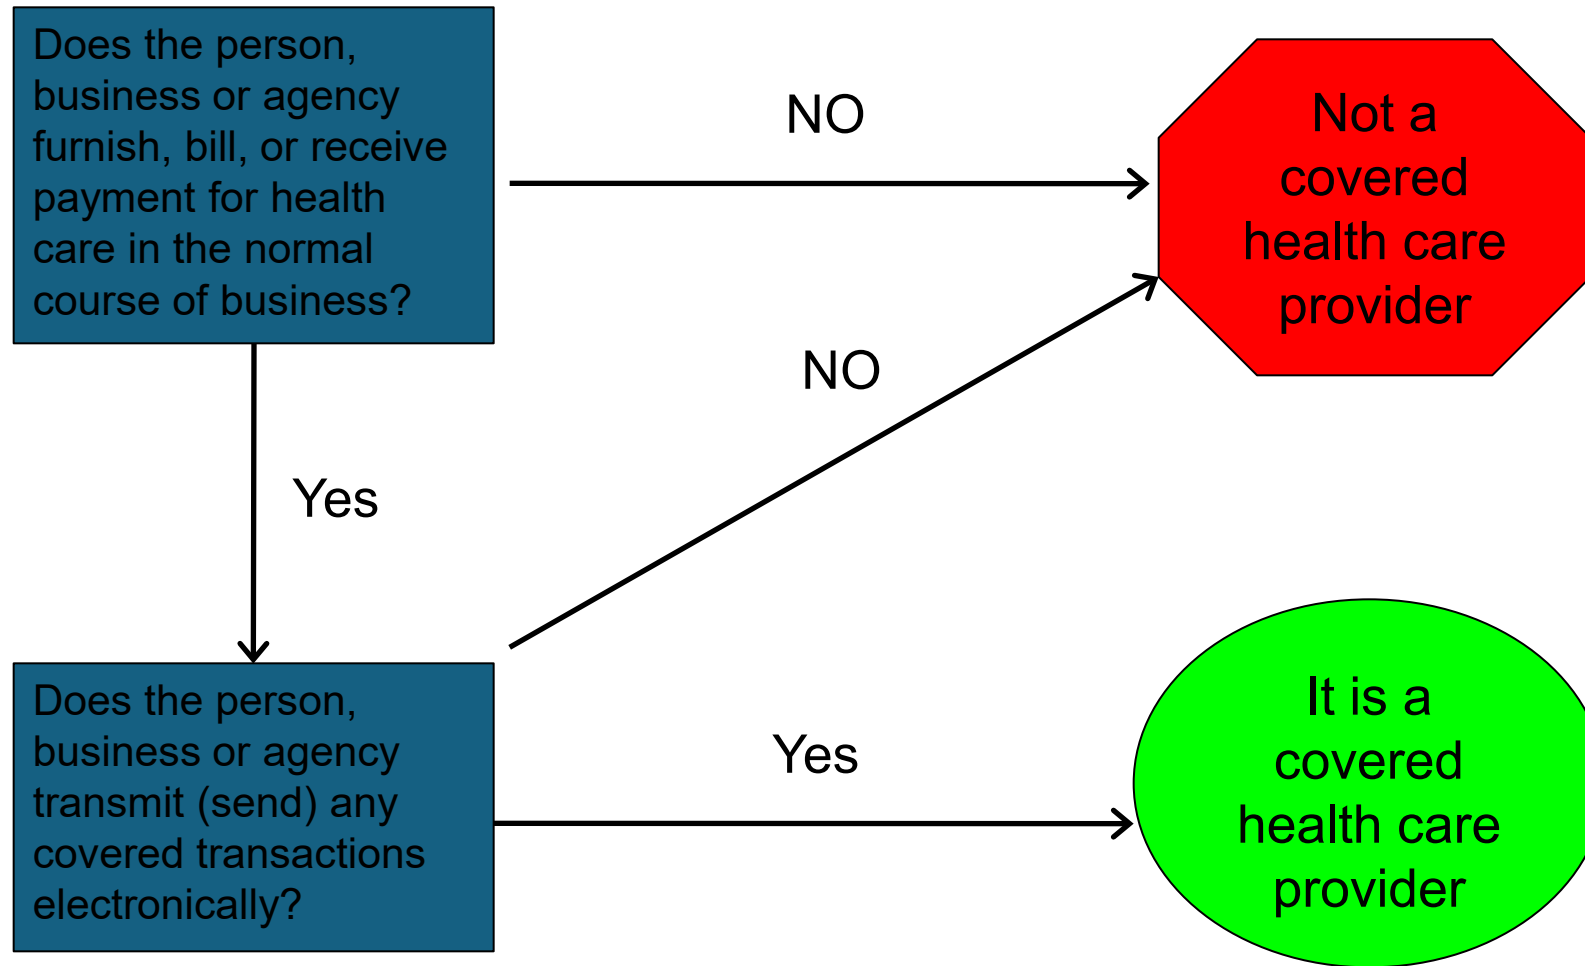 Does the person,
business or agency
furnish, bill, or receive
payment for health
care in the normal
course of business?
NO
Not a
covered
health care
provider
NO
Yes
Does the person,
business or agency
transmit (send) any
covered transactions
electronically?
Yes
It is a
covered
health care
provider